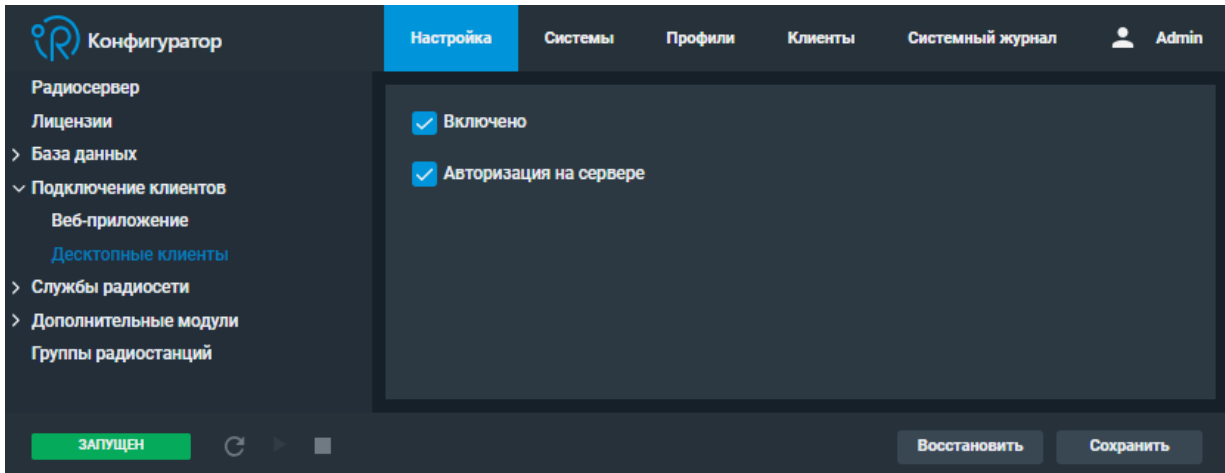 Конфигуратор
Настройка Системы Профили Клиенты Системный журнал Admin
Радиосервер
Лицензии
База данных
Подключение клиентов
Веб-приложение
Десктопные клиенты
Службы радиосети
Дополнительные модули
Группы радиостанций
Включено
Авторизация на сервере
ЗАПУЩЕН
Восстановить Сохранить